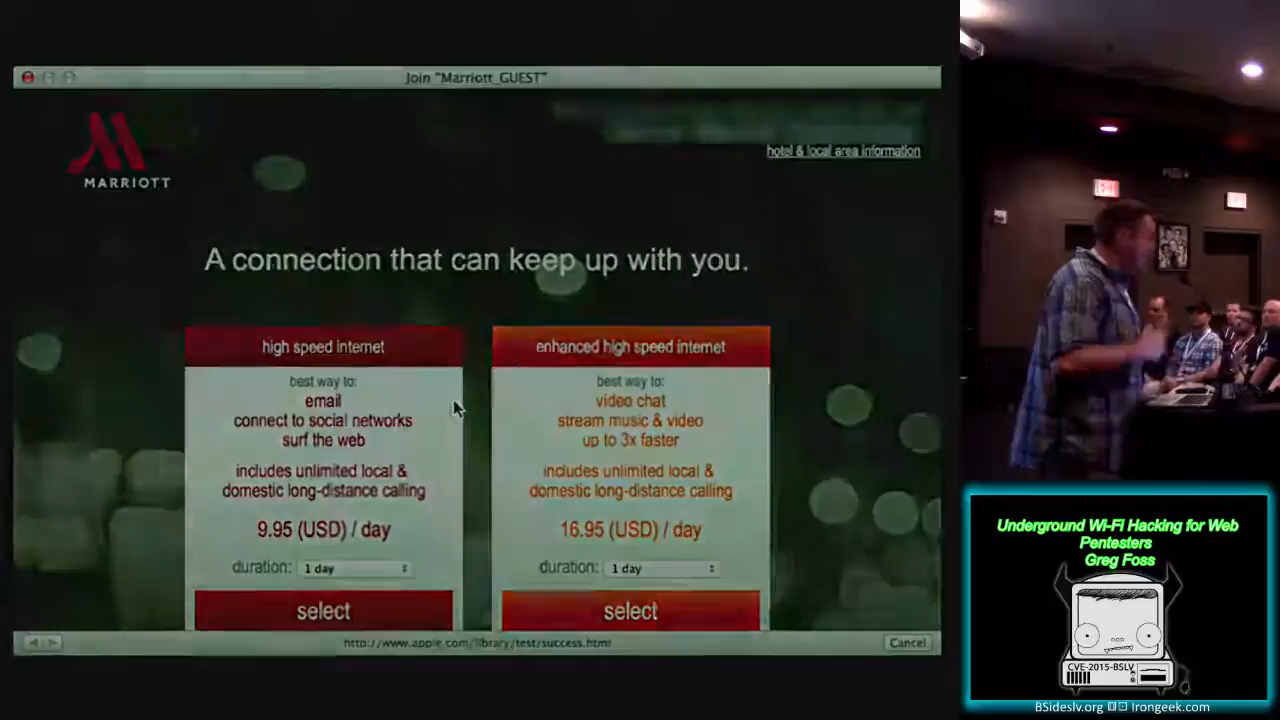 Join "Marriott_GUEST"
MARRIOTT
hotel & local area information
A connection that can keep up with you.
high speed internet
best way to:
email
connect to social networks
surf the web
includes unlimited local &
domestic long-distance calling
9.95 (USD) / day
duration: 1 day
select
enhanced high speed internet
best way to:
video chat
stream music & video
up to 3x faster
includes unlimited local &
domestic long-distance calling
16.95 (USD) / day
duration: 1 day
select
http://www.apple.com/library/test/success.html
Cancel
EXIT
Underground Wi-Fi Hacking for Web
Pentesters
Greg Foss
CVE-2015-BSLV
BSideslv.org
Irongeek.com